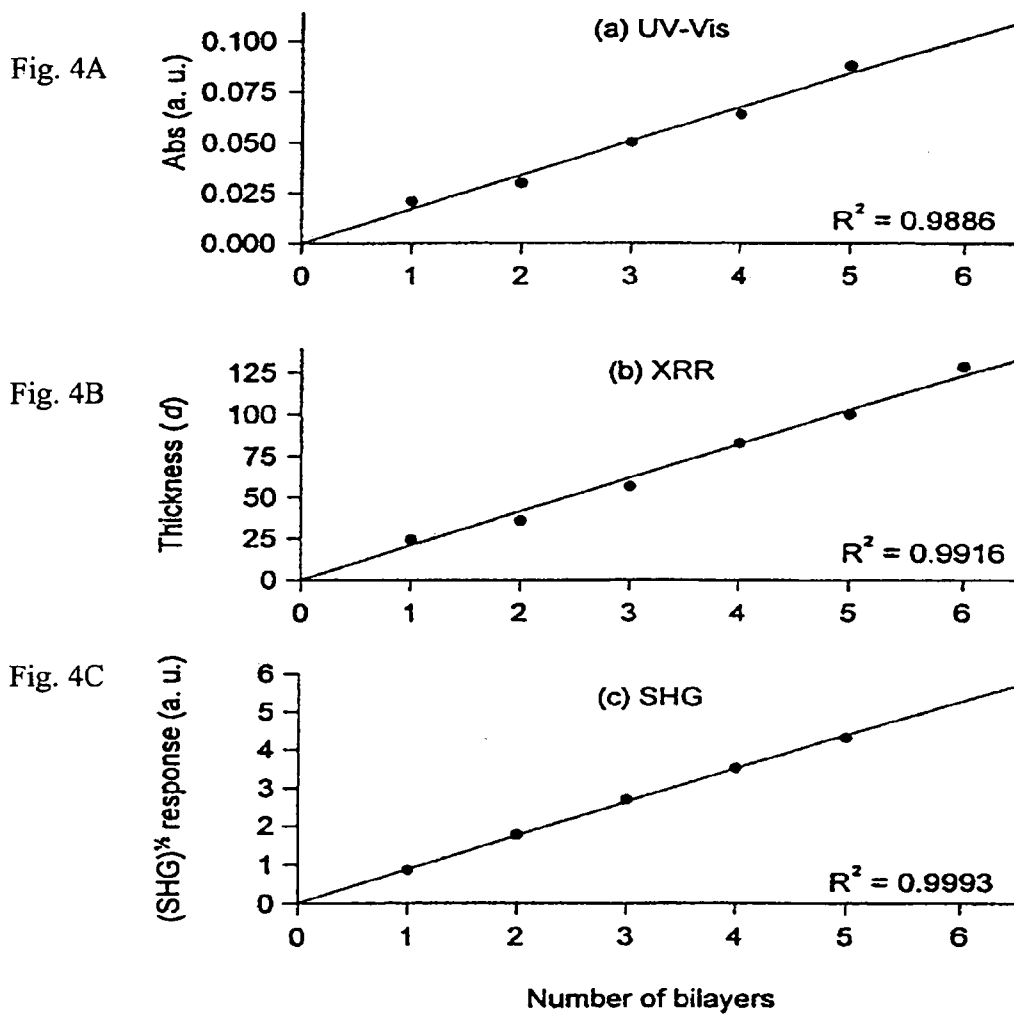 Fig. 4A
(a) UV-Vis
Abs (a. u.)
0.100
0.075
0.050
0.025
0.000
R² = 0.9886
0 1 2 3 4 5 6
Fig. 4B
(b) XRR
Thickness (d)
125
100
75
50
25
0
R² = 0.9916
0 1 2 3 4 5 6
Fig. 4C
(c) SHG
(SHG)^½ response (a. u.)
6
5
4
3
2
1
0
R² = 0.9993
0 1 2 3 4 5 6
Number of bilayers